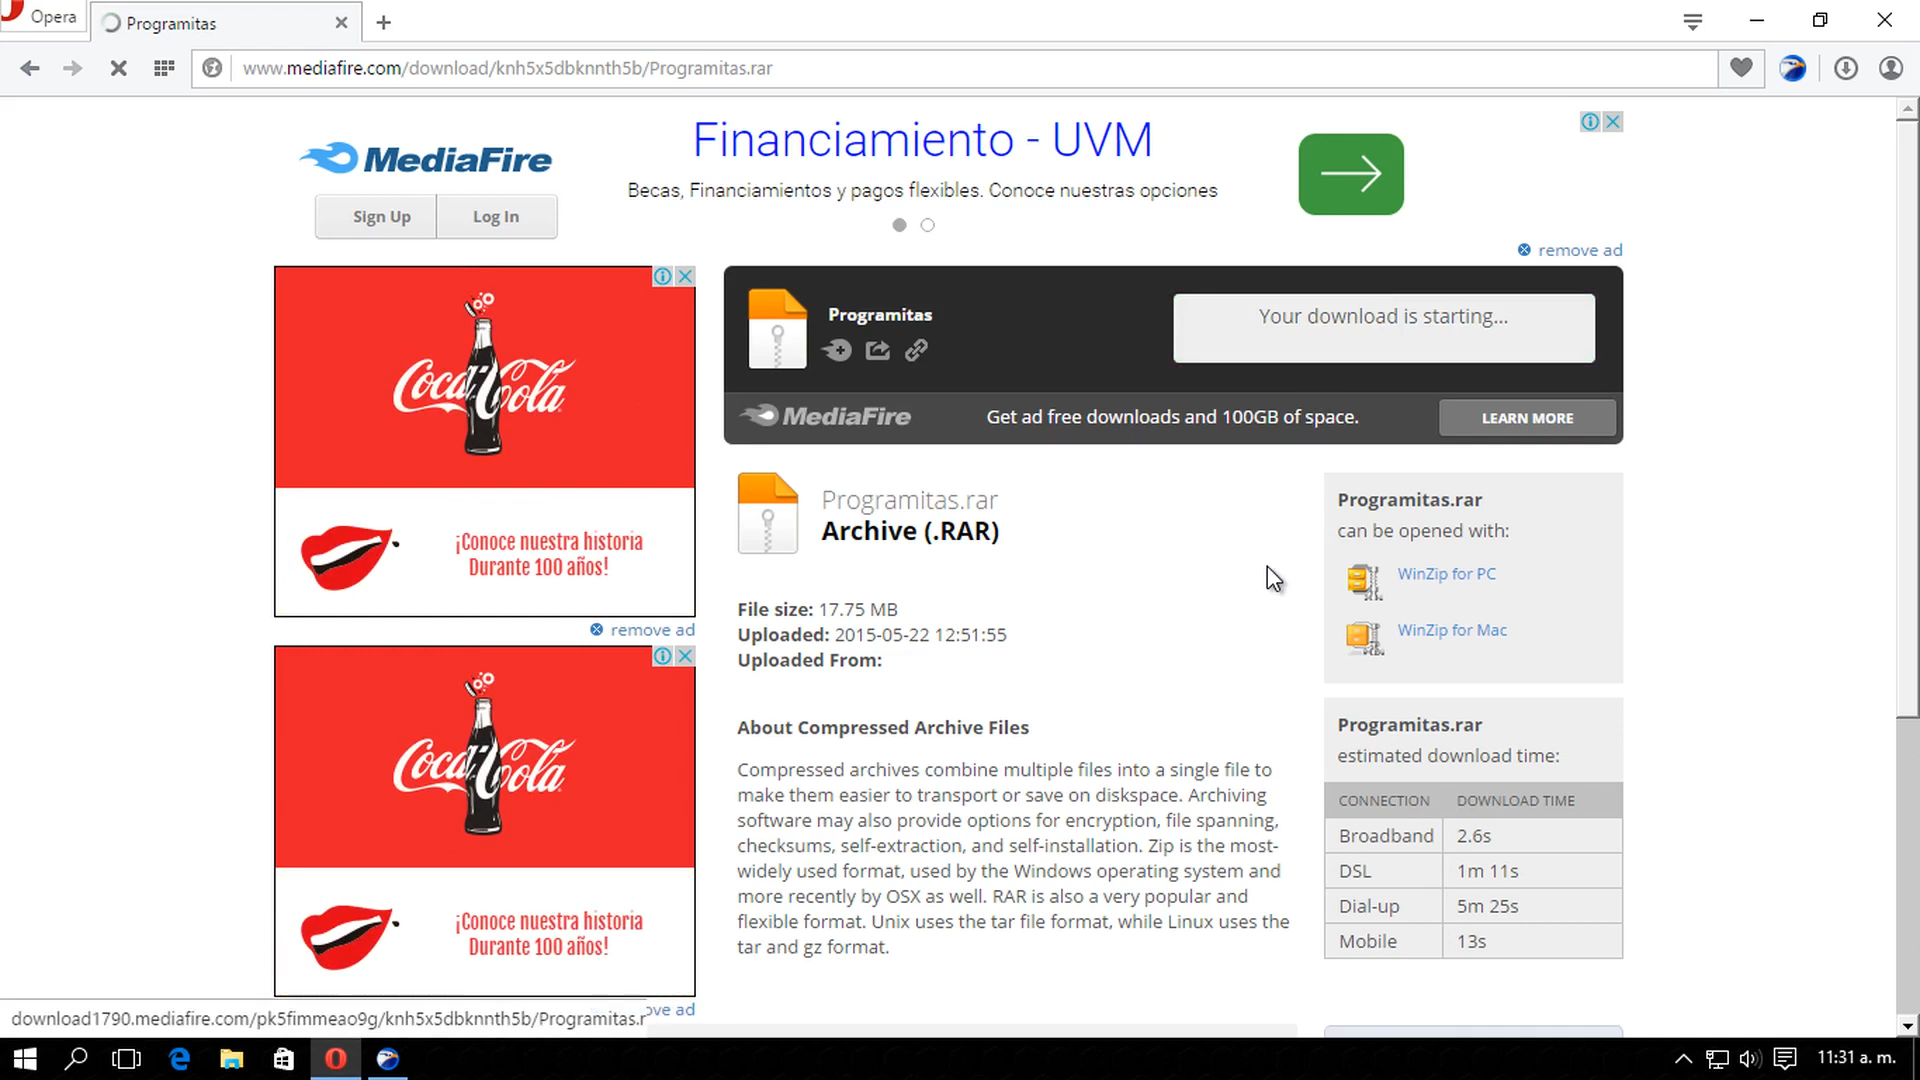 Opera
Programitas
www.mediafire.com/download/knh5x5dbknnth5b/Programitas.rar
MediaFire
Sign Up
Log In
Financiamiento - UVM
Becas, Financiamientos y pagos flexibles. Conoce nuestras opciones
remove ad
Coca-Cola
¡Conoce nuestra historia
Durante 100 años!
remove ad
Coca-Cola
¡Conoce nuestra historia
Durante 100 años!
ove ad
Programitas
Your download is starting...
MediaFire
Get ad free downloads and 100GB of space.
LEARN MORE
Programitas.rar
Archive (.RAR)
File size: 17.75 MB
Uploaded: 2015-05-22 12:51:55
Uploaded From:
About Compressed Archive Files
Compressed archives combine multiple files into a single file to
make them easier to transport or save on diskspace. Archiving
software may also provide options for encryption, file spanning,
checksums, self-extraction, and self-installation. Zip is the most-
widely used format, used by the Windows operating system and
more recently by OSX as well. RAR is also a very popular and
flexible format. Unix uses the tar file format, while Linux uses the
tar and gz format.
Programitas.rar
can be opened with:
WinZip for PC
WinZip for Mac
Programitas.rar
estimated download time:
CONNECTION DOWNLOAD TIME
Broadband 2.6s
DSL 1m 11s
Dial-up 5m 25s
Mobile 13s
download1790.mediafire.com/pk5fimmeao9g/knh5x5dbknnth5b/Programitas.r
11:31 a. m.